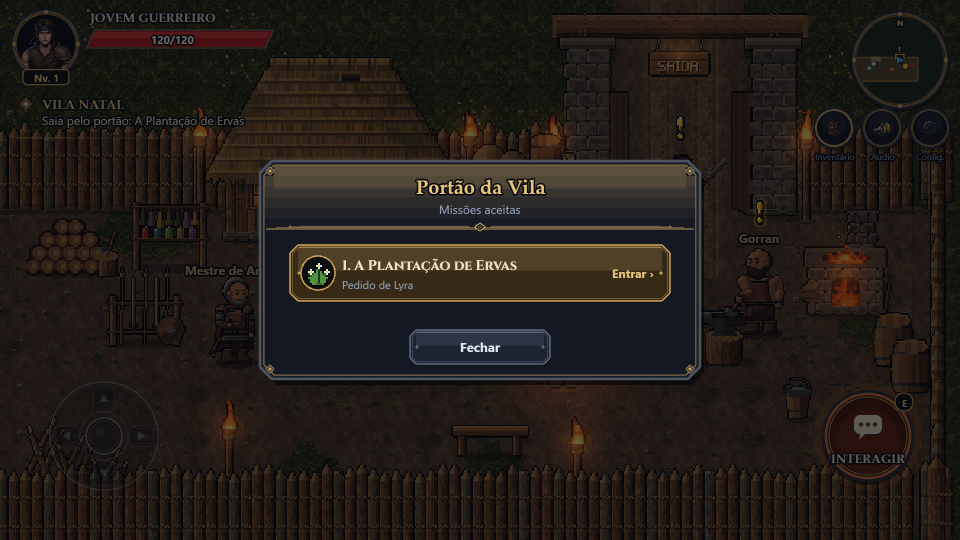 JOVEM GUERREIRO
120/120
Nv. 1
VILA NATAL
Saia pelo portão: A Plantação de Ervas
SAÍDA
N
Inventário
Áudio
Config.
Portão da Vila
Missões aceitas
I. A Plantação de Ervas
Pedido de Lyra
Entrar ›
Fechar
Mestre de Ar
Gorran
E
INTERAGIR